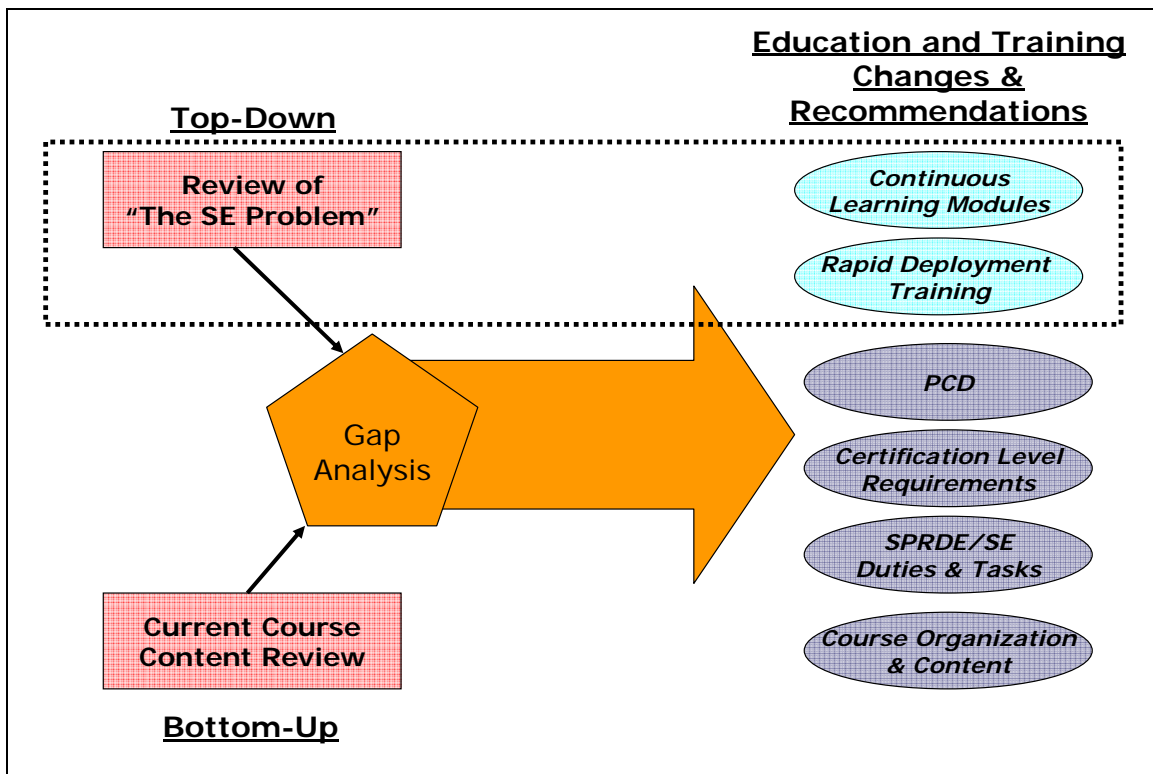 Education and Training
Changes &
Recommendations
Top-Down
Review of
“The SE Problem”
Continuous
Learning Modules
Rapid Deployment
Training
Gap
Analysis
PCD
Certification Level
Requirements
SPRDE/SE
Duties & Tasks
Course Organization
& Content
Current Course
Content Review
Bottom-Up